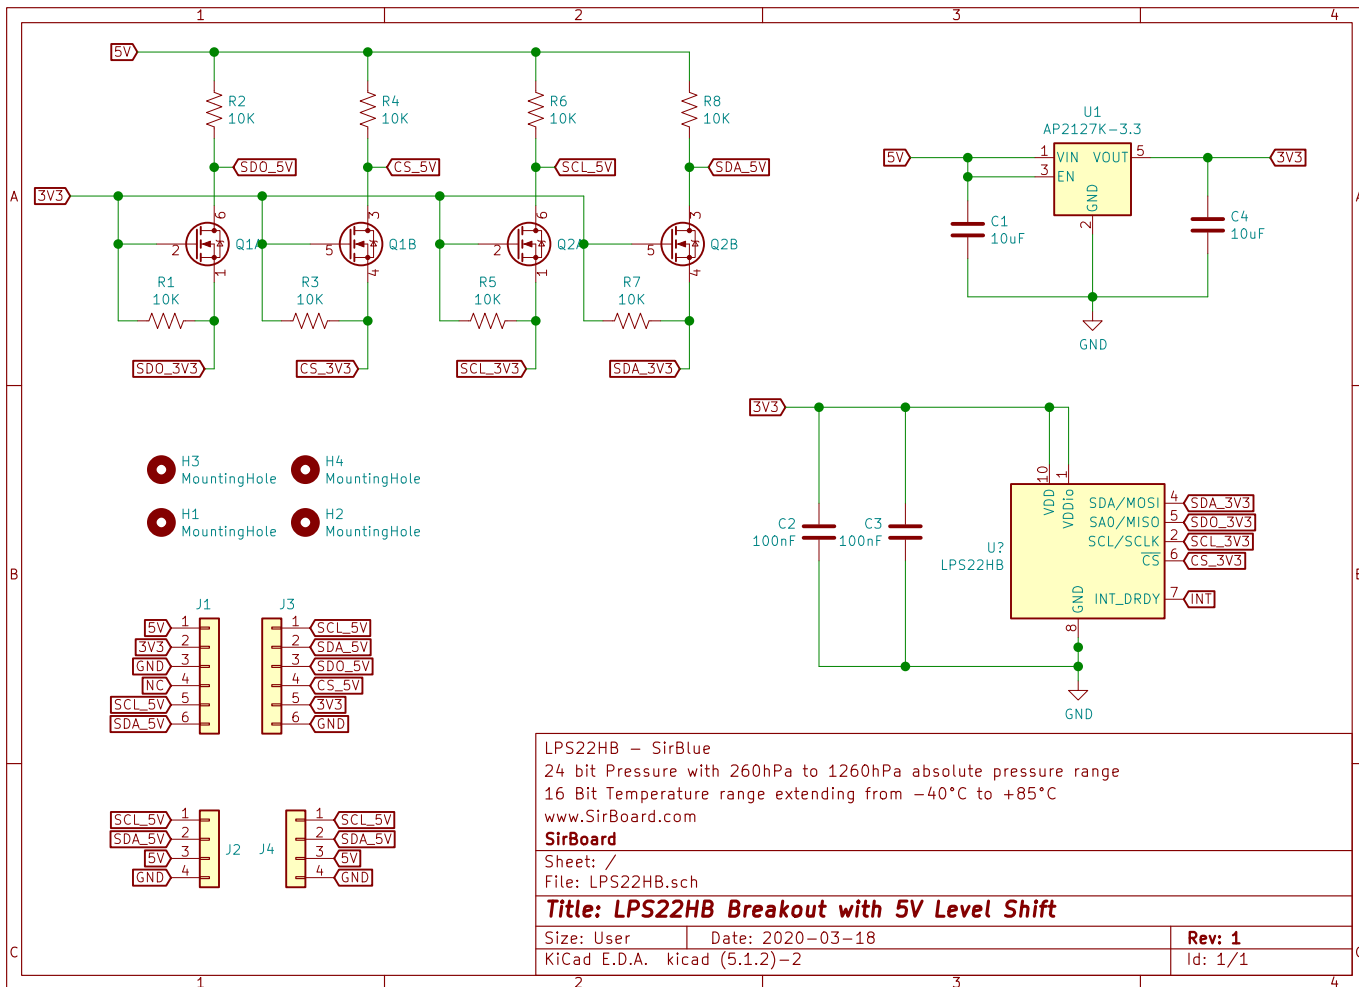 1 2 3 4
5V
R2
10K
R4
10K
R6
10K
R8
10K
SDO_5V CS_5V SCL_5V SDA_5V
3V3
6 3 6 3
2 Q1A 5 Q1B 2 Q2A 5 Q2B
1 4 1 4
R1
10K
R3
10K
R5
10K
R7
10K
SDO_3V3 CS_3V3 SCL_3V3 SDA_3V3
U1
AP2127K-3.3
5V 1 VIN VOUT 5 3V3
3 EN
GND
2
C1
10uF
C4
10uF
GND
A
3V3
10 1
VDD VDDio
SDA/MOSI 4 SDA_3V3
SA0/MISO 5 SDO_3V3
SCL/SCLK 2 SCL_3V3
CS 6 CS_3V3
INT_DRDY 7 INT
GND
8
C2
100nF
C3
100nF
U?
LPS22HB
GND
H3
MountingHole
H4
MountingHole
H1
MountingHole
H2
MountingHole
B
J1
5V 1
3V3 2
GND 3
NC 4
SCL_5V 5
SDA_5V 6
J3
1 SCL_5V
2 SDA_5V
3 SDO_5V
4 CS_5V
5 3V3
6 GND
J2
SCL_5V 1
SDA_5V 2
5V 3
GND 4
J4
1 SCL_5V
2 SDA_5V
3 5V
4 GND
C
LPS22HB – SirBlue
24 bit Pressure with 260hPa to 1260hPa absolute pressure range
16 Bit Temperature range extending from –40°C to +85°C
www.SirBoard.com
SirBoard
Sheet: /
File: LPS22HB.sch
Title: LPS22HB Breakout with 5V Level Shift
Size: User Date: 2020-03-18 Rev: 1
KiCad E.D.A. kicad (5.1.2)-2 Id: 1/1
1 2 3 4